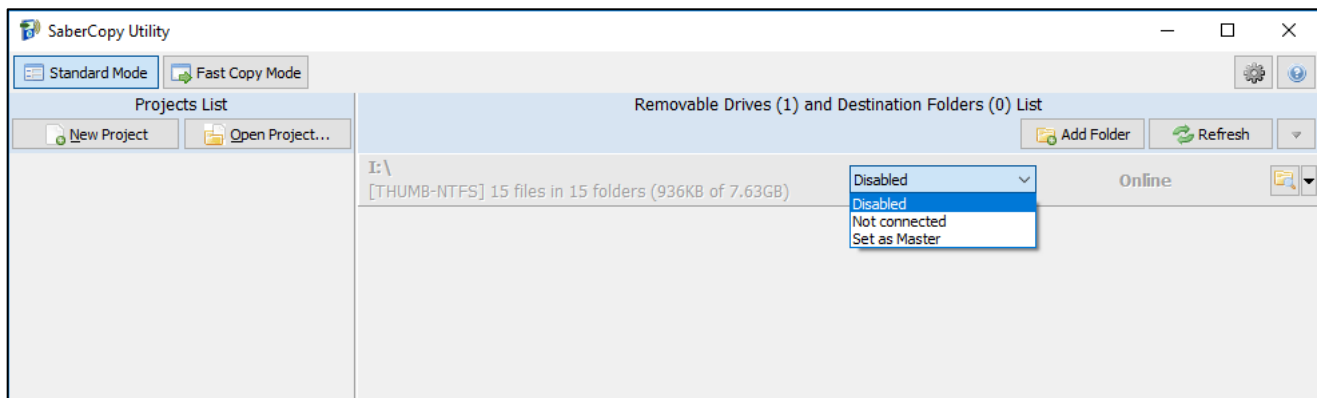 SaberCopy Utility
Standard Mode
Fast Copy Mode
Projects List
Removable Drives (1) and Destination Folders (0) List
New Project
Open Project...
Add Folder
Refresh
I:\
[THUMB-NTFS] 15 files in 15 folders (936KB of 7.63GB)
Disabled
Online
Disabled
Not connected
Set as Master